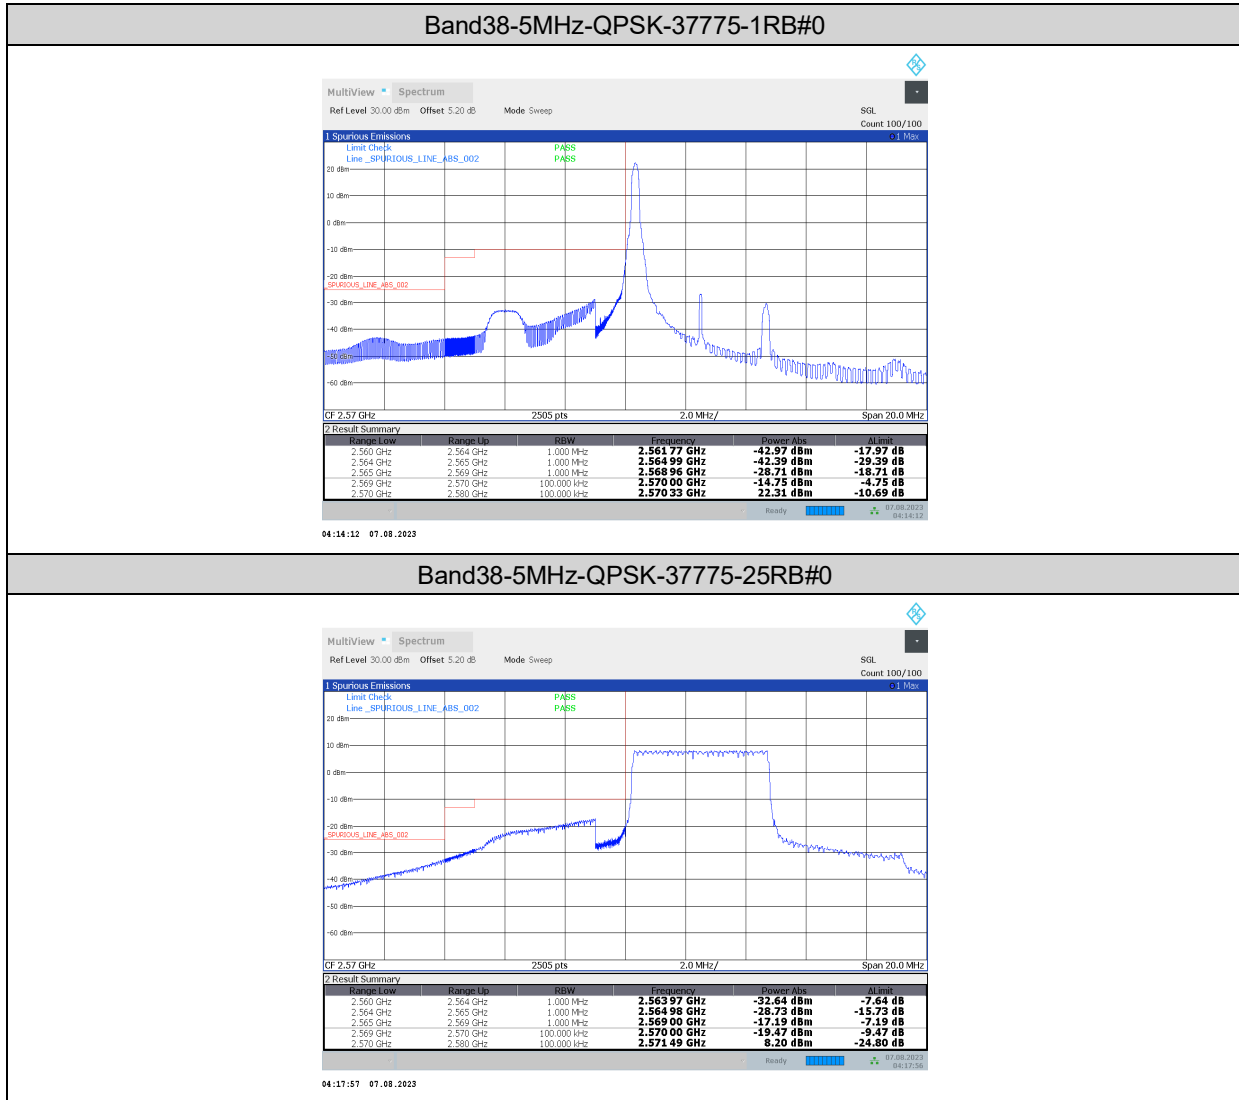 Band38-5MHz-QPSK-37775-1RB#0
MultiView Spectrum
Ref Level 30.00 dBm Offset 5.20 dB Mode Sweep SGL
Count 100/100
1 Spurious Emissions 1 Max
Limit Check PASS
Line _SPURIOUS_LINE_ABS_002 PASS
20 dBm
10 dBm
0 dBm
-10 dBm
-20 dBm
_SPURIOUS_LINE_ABS_002
-30 dBm
-40 dBm
-50 dBm
-60 dBm
CF 2.57 GHz 2505 pts 2.0 MHz/ Span 20.0 MHz
2 Result Summary
Range Low Range Up RBW Frequency Power Abs ΔLimit
2.560 GHz 2.564 GHz 1.000 MHz 2.561 77 GHz -42.97 dBm -17.97 dB
2.564 GHz 2.565 GHz 1.000 MHz 2.564 99 GHz -42.39 dBm -29.39 dB
2.565 GHz 2.569 GHz 1.000 MHz 2.568 96 GHz -28.71 dBm -18.71 dB
2.569 GHz 2.570 GHz 100.000 kHz 2.570 00 GHz -14.75 dBm -4.75 dB
2.570 GHz 2.580 GHz 100.000 kHz 2.570 33 GHz 22.31 dBm -10.69 dB
Ready 07.08.2023
04:14:12
04:14:12 07.08.2023
Band38-5MHz-QPSK-37775-25RB#0
MultiView Spectrum
Ref Level 30.00 dBm Offset 5.20 dB Mode Sweep SGL
Count 100/100
1 Spurious Emissions 1 Max
Limit Check PASS
Line _SPURIOUS_LINE_ABS_002 PASS
20 dBm
10 dBm
0 dBm
-10 dBm
-20 dBm
_SPURIOUS_LINE_ABS_002
-30 dBm
-40 dBm
-50 dBm
-60 dBm
CF 2.57 GHz 2505 pts 2.0 MHz/ Span 20.0 MHz
2 Result Summary
Range Low Range Up RBW Frequency Power Abs ΔLimit
2.560 GHz 2.564 GHz 1.000 MHz 2.563 97 GHz -32.64 dBm -7.64 dB
2.564 GHz 2.565 GHz 1.000 MHz 2.564 98 GHz -28.73 dBm -15.73 dB
2.565 GHz 2.569 GHz 1.000 MHz 2.569 00 GHz -17.19 dBm -7.19 dB
2.569 GHz 2.570 GHz 100.000 kHz 2.570 00 GHz -19.47 dBm -9.47 dB
2.570 GHz 2.580 GHz 100.000 kHz 2.571 49 GHz 8.20 dBm -24.80 dB
Ready 07.08.2023
04:17:56
04:17:57 07.08.2023